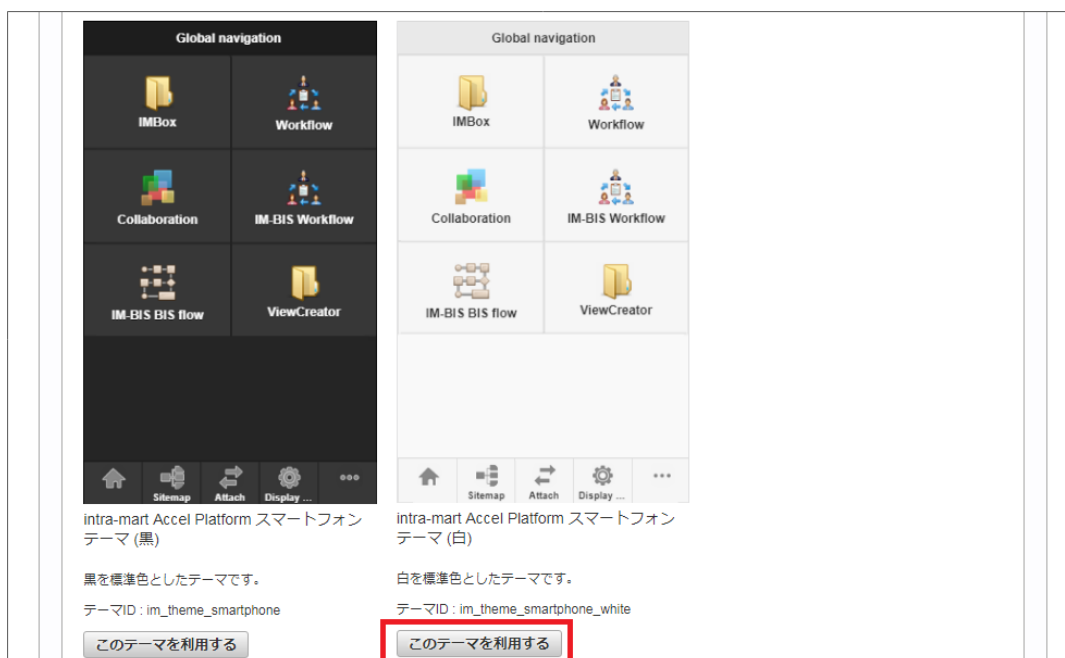 Global navigation
IMBox
Workflow
Collaboration
IM-BIS Workflow
IM-BIS BIS flow
ViewCreator
Sitemap
Attach
Display ...
intra-mart Accel Platform スマートフォン
テーマ (黒)
黒を標準色としたテーマです。
テーマID : im_theme_smartphone
このテーマを利用する
Global navigation
IMBox
Workflow
Collaboration
IM-BIS Workflow
IM-BIS BIS flow
ViewCreator
Sitemap
Attach
Display ...
intra-mart Accel Platform スマートフォン
テーマ (白)
白を標準色としたテーマです。
テーマID : im_theme_smartphone_white
このテーマを利用する